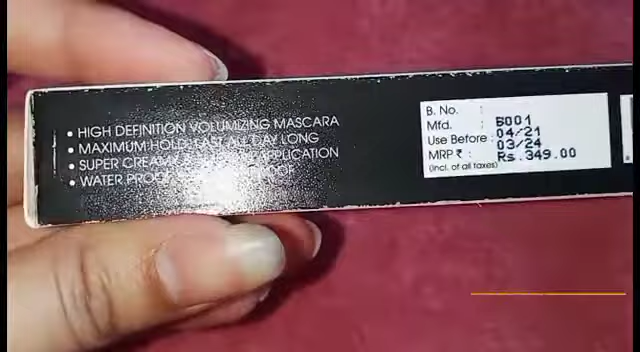 • HIGH DEFINITION VOLUMIZING MASCARA
• MAXIMUM HOLD, LAST ALL DAY LONG
• SUPER CREAMY APPLICATION
• WATER PROOF
B. No. : B001
Mfd. : 04/21
Use Before : 03/24
MRP ₹ : Rs.349.00
(incl. of all taxes)